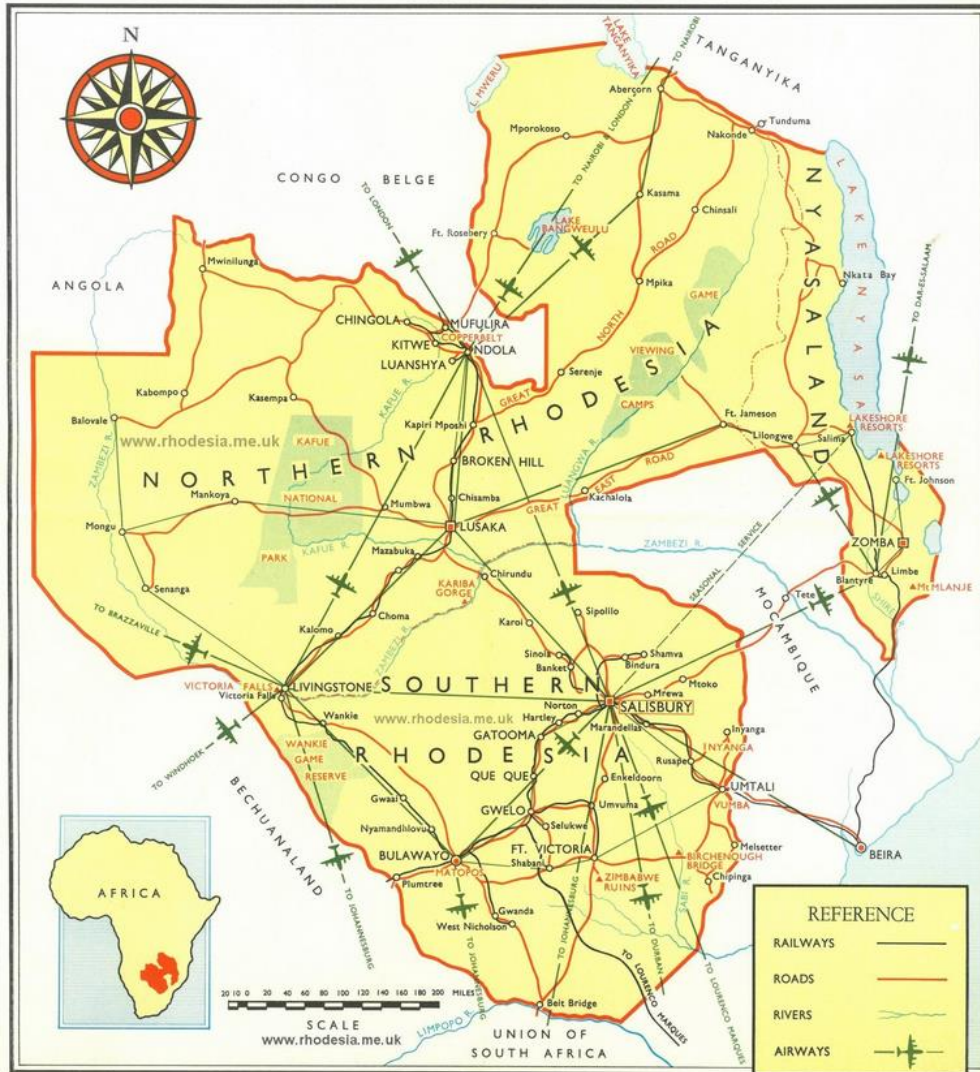 N
LAKE
TANGANYIKA
TO NAIROBI
TANGANYIKA
L. MWERU
Abercorn
Tunduma
Nakonde
Mporokoso
TO NAIROBI & LONDON
CONGO BELGE
TO LONDON
Kasama
Chinsali
LAKE
BANGWEULU
Ft. Rosebery
NYASALAND
LAKE NYASA
Nkata Bay
TO DAR-ES-SALAAM
ANGOLA
Mwinilunga
Mpika
GREAT NORTH ROAD
GAME
VIEWING
CAMPS
CHINGOLA
MUFULIRA
COPPERBELT
KITWE
NDOLA
LUANSHYA
Serenje
Kabompo
Kasempa
KAFUE R.
Balovale
www.rhodesia.me.uk
Kapiri Mposhi
Ft. Jameson
Lilongwe
Salima
LAKESHORE
RESORTS
LAKESHORE
RESORTS
Ft. Johnson
NORTHERN RHODESIA
KAFUE
NATIONAL
PARK
BROKEN HILL
LUANGWA R.
ZAMBEZI R.
Mankoya
Mumbwa
Chisamba
Kachalola
GREAT EAST ROAD
Mongu
LUSAKA
KAFUE R.
ZAMBEZI R.
ZOMBA
Mazabuka
Chirundu
SEASONAL SERVICE
Blantyre
Limbe
Mt MLANJE
Senanga
KARIBA
GORGE
Tete
SHIRE R.
MOCAMBIQUE
Choma
Karoi
Sipolilo
TO BRAZZAVILLE
Kalomo
ZAMBEZI R.
Sinoia
Banket
Shamva
Bindura
VICTORIA FALLS
LIVINGSTONE
Victoria Falls
SOUTHERN
RHODESIA
Mtoko
Mrewa
SALISBURY
Norton
Hartley
Marandellas
Wankie
www.rhodesia.me.uk
GATOOMA
Inyanga
INYANGA
TO WINDHOEK
WANKIE
GAME
RESERVE
Rusape
QUE QUE
Enkeldoorn
UMTALI
VUMBA
BECHUANALAND
Gwaai
GWELO
Umvuma
Selukwe
Nyamandhlovu
FT. VICTORIA
Melsetter
BEIRA
BULAWAYO
MATOPOS
Shabani
BIRCHENOUGH
BRIDGE
Chipinga
Plumtree
ZIMBABWE
RUINS
SABI R.
AFRICA
TO JOHANNESBURG
Gwanda
West Nicholson
TO JOHANNESBURG
TO JOHANNESBURG
TO DURBAN
TO LOURENCO MARQUES
TO LOURENCO MARQUES
Beit Bridge
LIMPOPO R.
UNION OF
SOUTH AFRICA
20 10 0 20 40 60 80 100 120 140 160 180 200 MILES
SCALE
www.rhodesia.me.uk
REFERENCE
RAILWAYS
ROADS
RIVERS
AIRWAYS